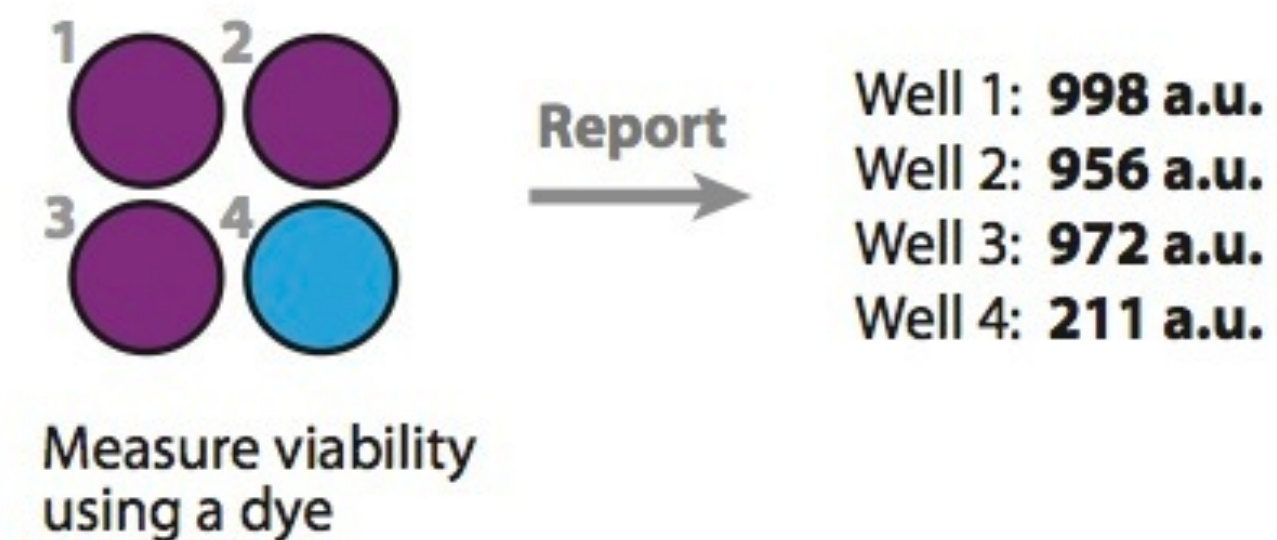 1
2
3
4
Report
Well 1: 998 a.u.
Well 2: 956 a.u.
Well 3: 972 a.u.
Well 4: 211 a.u.
Measure viability
using a dye